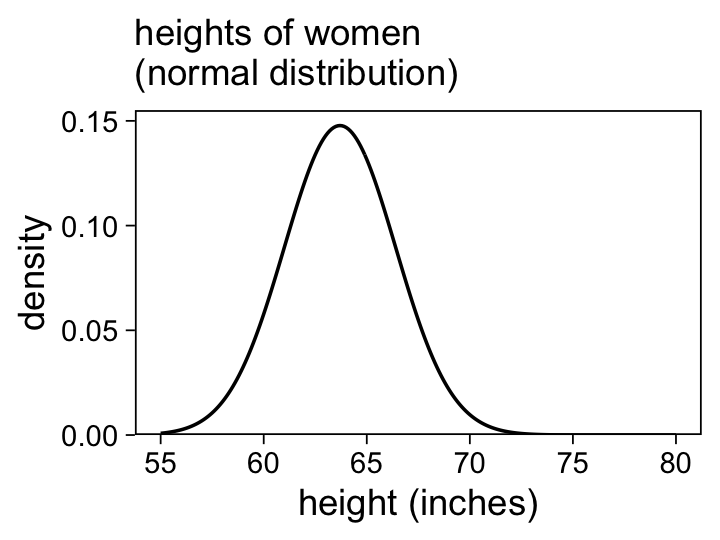 heights of women
(normal distribution)
0.15
0.10
0.05
0.00
density
55 60 65 70 75 80
height (inches)